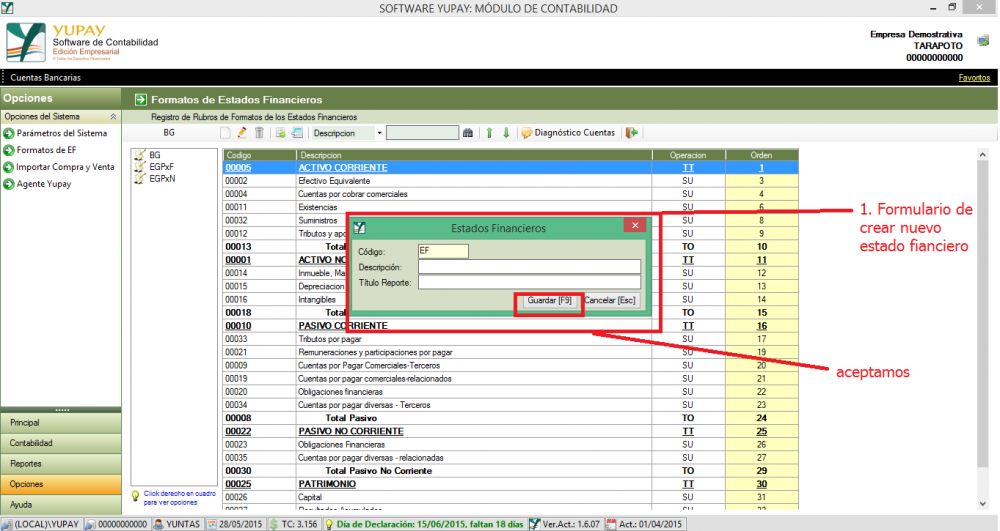 SOFTWARE YUPAY: MÓDULO DE CONTABILIDAD
YUPAY
Software de Contabilidad
Edición Empresarial
Empresa Demostrativa
TARAPOTO
00000000000
Cuentas Bancarias
Favoritos
Opciones
Opciones del Sistema
Parámetros del Sistema
Formatos de EF
Importar Compra y Venta
Agente Yupay
Formatos de Estados Financieros
Registro de Rubros de Formatos de los Estados Financieros
BG
Descripcion
Diagnóstico Cuentas
BG
EGPxF
EGPxN
Codigo Descripcion Operacion Orden
00005 ACTIVO CORRIENTE TT 1
00002 Efectivo Equivalente SU 3
00004 Cuentas por cobrar comerciales SU 4
00011 Existencias SU 6
00032 Suministros SU 8
00012 Tributos y apo SU 9
00013 Total TO 10
00001 ACTIVO NO TT 11
00014 Inmueble, Ma SU 12
00015 Depreciacion SU 13
00016 Intangibles SU 14
00018 Total TO 15
00010 PASIVO CORRIENTE TT 16
00033 Tributos por pagar SU 17
00021 Remuneraciones y participaciones por pagar SU 19
00009 Cuentas por Pagar Comerciales-Terceros SU 20
00019 Cuentas por pagar comerciales-relacionados SU 21
00020 Obligaciones financieras SU 22
00034 Cuentas por pagar diversas - Terceros SU 23
00008 Total Pasivo TO 24
00022 PASIVO NO CORRIENTE TT 25
00023 Obligaciones Financieras SU 26
00035 Cuentas por pagar diversas - relacionadas SU 27
00030 Total Pasivo No Corriente TO 29
00025 PATRIMONIO TT 30
00026 Capital SU 31
Estados Financieros
Código: EF
Descripción:
Título Reporte:
Guardar [F9] Cancelar [Esc]
1. Formulario de
crear nuevo
estado fianciero
aceptamos
Principal
Contabilidad
Reportes
Opciones
Ayuda
Click derecho en cuadro
para ver opciones
(LOCAL)\YUPAY 00000000000 YUNTAS 28/05/2015 TC: 3.156 Día de Declaración: 15/06/2015, faltan 18 días Ver.Act.: 1.6.07 Act.: 01/04/2015